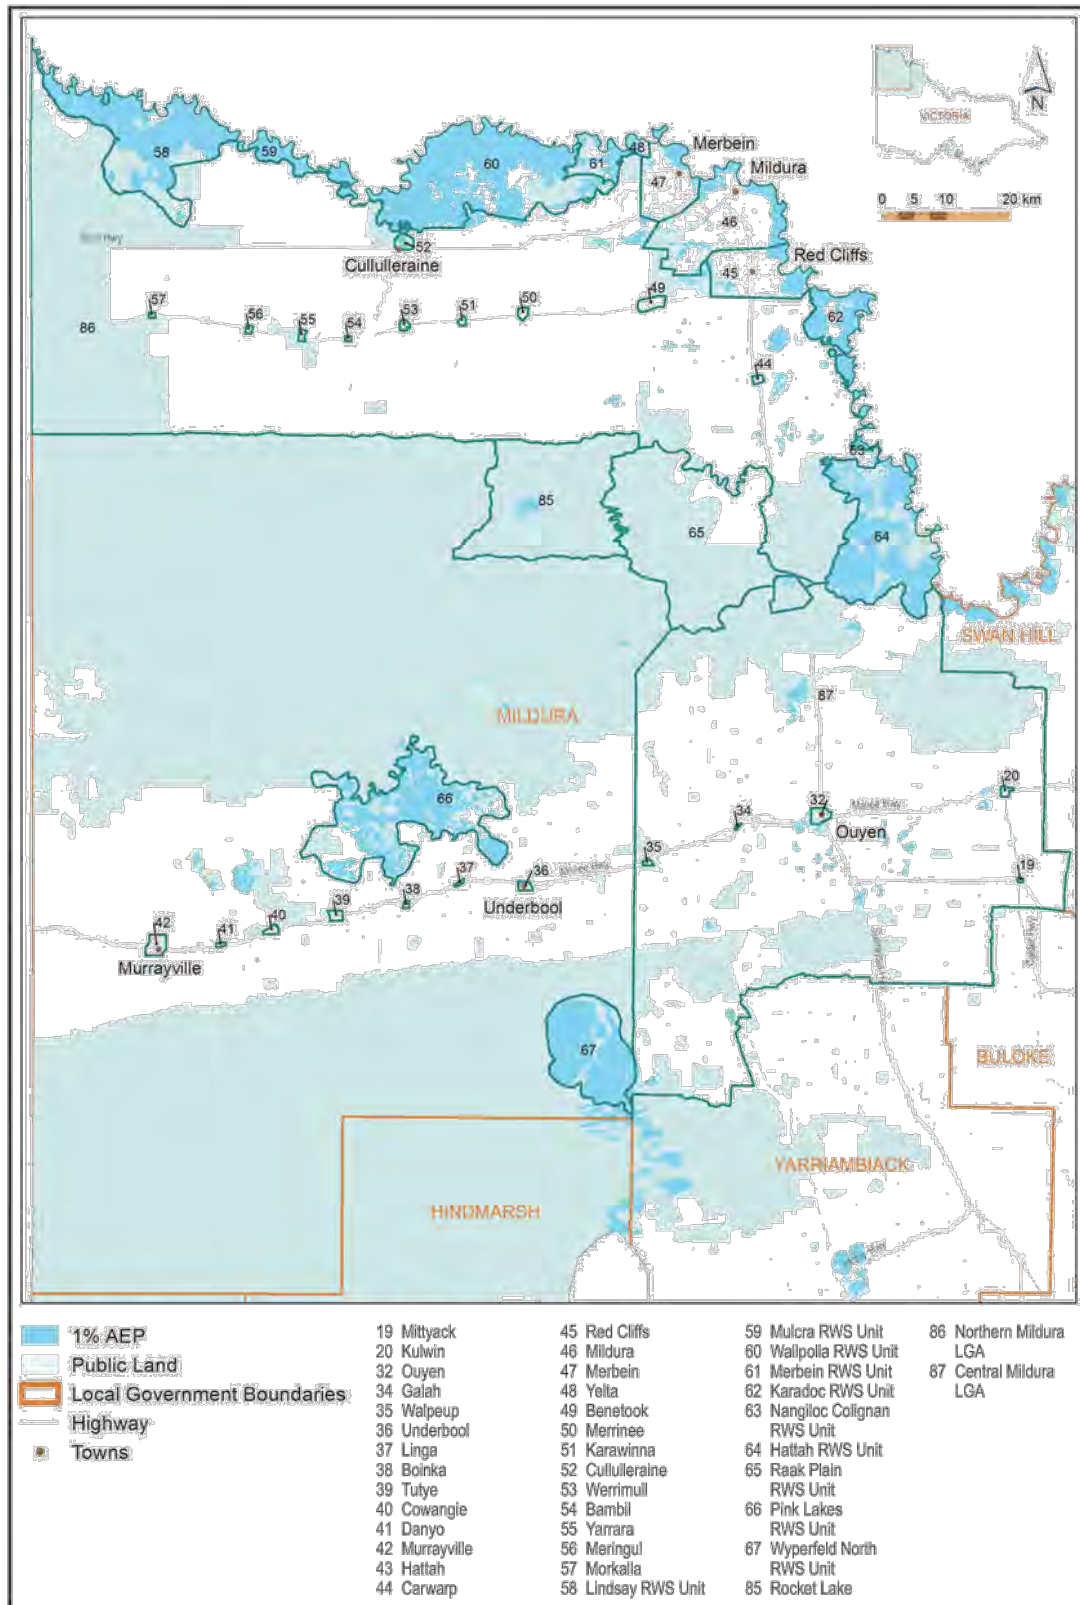 Merbein
Mildura
VICTORIA
N
0 5 10 20 km
58
59
60
61
48
47
46
52
Cullulleraine
Red Cliffs
45
57
56
55
54
53
51
50
49
62
86
44
63
85
65
64
SWAN HILL
MILDURA
87
66
20
34
32
Ouyen
35
19
37
36
Underbool
38
39
40
41
42
Murrayville
67
BULOKE
YARRIAMBIACK
HINDMARSH
1% AEP
Public Land
Local Government Boundaries
Highway
Towns
19 Mittyack
20 Kulwin
32 Ouyen
34 Galah
35 Walpeup
36 Underbool
37 Linga
38 Boinka
39 Tutye
40 Cowangie
41 Danyo
42 Murrayville
43 Hattah
44 Carwarp
45 Red Cliffs
46 Mildura
47 Merbein
48 Yelta
49 Benetook
50 Merrinee
51 Karawinna
52 Cullulleraine
53 Werrimull
54 Bambil
55 Yarrara
56 Meringul
57 Morkalla
58 Lindsay RWS Unit
59 Mulcra RWS Unit
60 Wallpolla RWS Unit
61 Merbein RWS Unit
62 Karadoc RWS Unit
63 Nangiloc Colignan
RWS Unit
64 Hattah RWS Unit
65 Raak Plain
RWS Unit
66 Pink Lakes
RWS Unit
67 Wyperfeld North
RWS Unit
85 Rocket Lake
86 Northern Mildura
LGA
87 Central Mildura
LGA